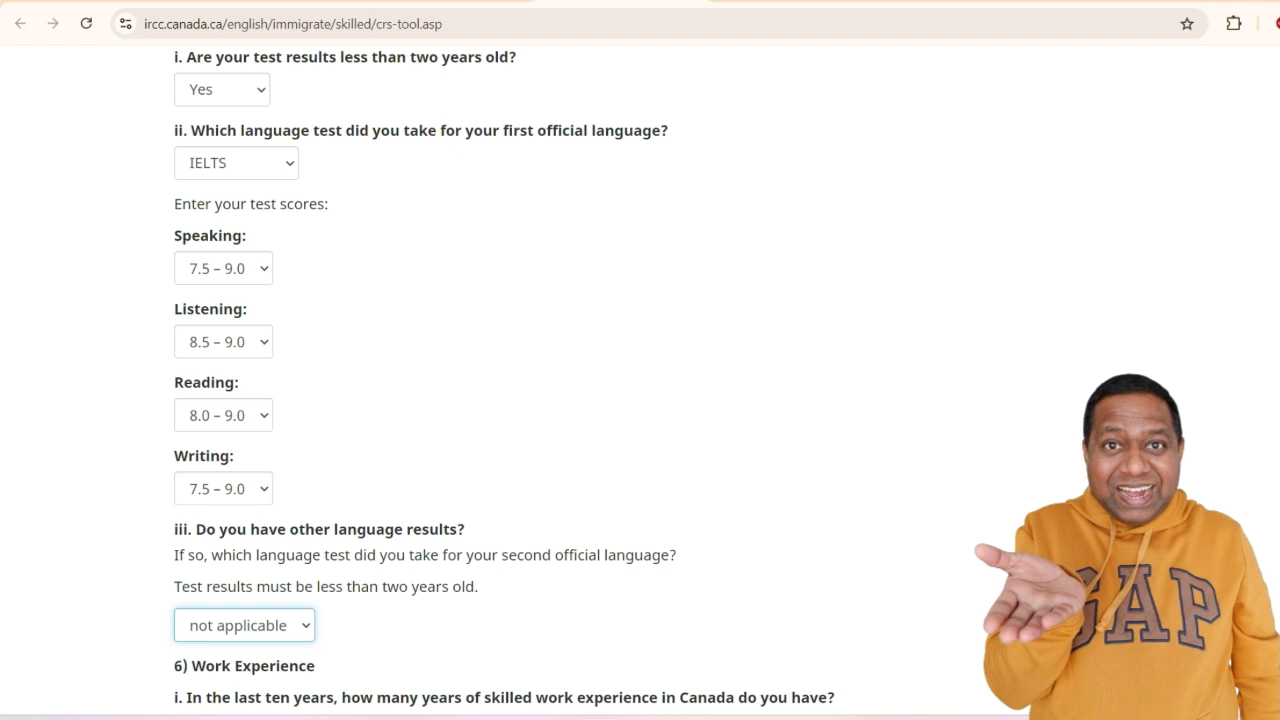 ircc.canada.ca/english/immigrate/skilled/crs-tool.asp
i. Are your test results less than two years old?
Yes
ii. Which language test did you take for your first official language?
IELTS
Enter your test scores:
Speaking:
7.5 – 9.0
Listening:
8.5 – 9.0
Reading:
8.0 – 9.0
Writing:
7.5 – 9.0
iii. Do you have other language results?
If so, which language test did you take for your second official language?
Test results must be less than two years old.
not applicable
6) Work Experience
i. In the last ten years, how many years of skilled work experience in Canada do you have?
GAP